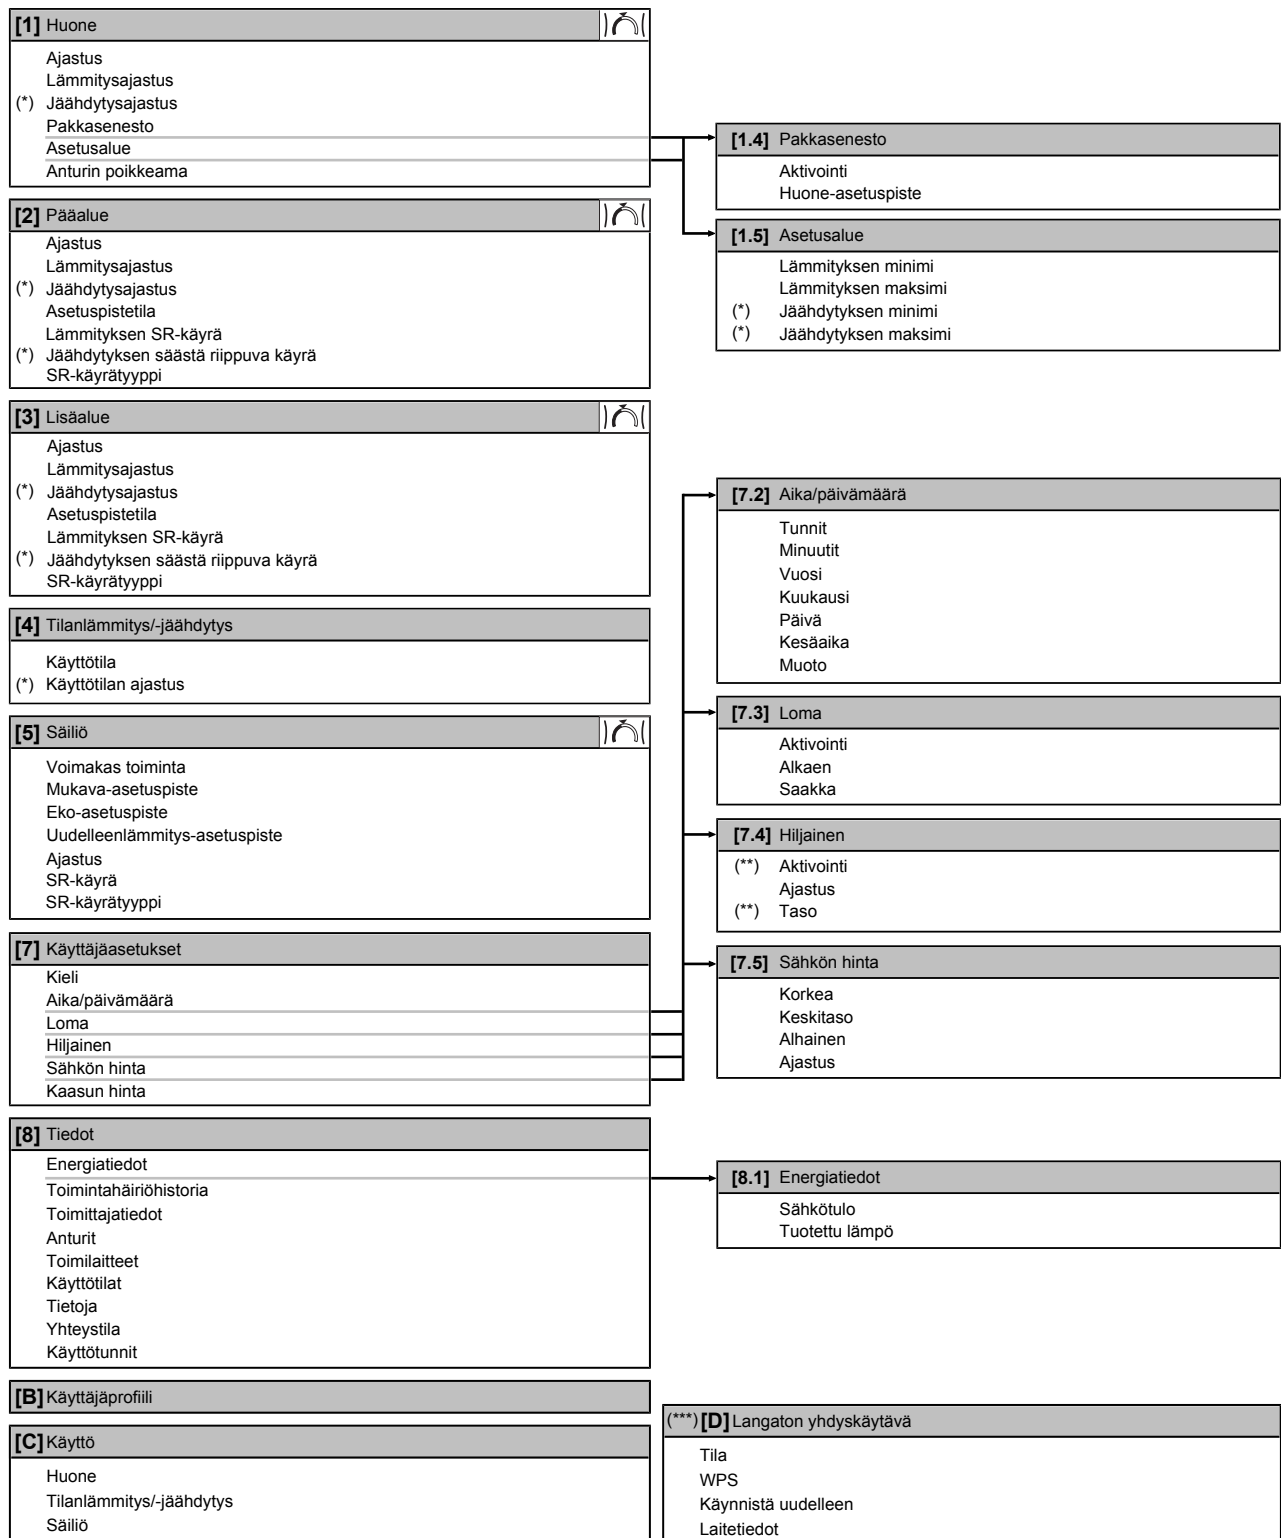 [1] Huone
Ajastus
Lämmitysajastus
(*) Jäähdytysajastus
Pakkasenesto
Asetusalue
Anturin poikkeama
[1.4] Pakkasenesto
Aktivointi
Huone-asetuspiste
[1.5] Asetusalue
Lämmityksen minimi
Lämmityksen maksimi
(*) Jäähdytyksen minimi
(*) Jäähdytyksen maksimi
[2] Pääalue
Ajastus
Lämmitysajastus
(*) Jäähdytysajastus
Asetuspistetila
Lämmityksen SR-käyrä
(*) Jäähdytyksen säästä riippuva käyrä
SR-käyrätyyppi
[3] Lisäalue
Ajastus
Lämmitysajastus
(*) Jäähdytysajastus
Asetuspistetila
Lämmityksen SR-käyrä
(*) Jäähdytyksen säästä riippuva käyrä
SR-käyrätyyppi
[4] Tilanlämmitys/-jäähdytys
Käyttötila
(*) Käyttötilan ajastus
[5] Säiliö
Voimakas toiminta
Mukava-asetuspiste
Eko-asetuspiste
Uudelleenlämmitys-asetuspiste
Ajastus
SR-käyrä
SR-käyrätyyppi
[7] Käyttäjäasetukset
Kieli
Aika/päivämäärä
Loma
Hiljainen
Sähkön hinta
Kaasun hinta
[7.2] Aika/päivämäärä
Tunnit
Minuutit
Vuosi
Kuukausi
Päivä
Kesäaika
Muoto
[7.3] Loma
Aktivointi
Alkaen
Saakka
[7.4] Hiljainen
(**) Aktivointi
Ajastus
(**) Taso
[7.5] Sähkön hinta
Korkea
Keskitaso
Alhainen
Ajastus
[8] Tiedot
Energiatiedot
Toimintahäiriöhistoria
Toimittajatiedot
Anturit
Toimilaitteet
Käyttötilat
Tietoja
Yhteystila
Käyttötunnit
[8.1] Energiatiedot
Sähkötulo
Tuotettu lämpö
[B] Käyttäjäprofiili
[C] Käyttö
Huone
Tilanlämmitys/-jäähdytys
Säiliö
(***) [D] Langaton yhdyskäytävä
Tila
WPS
Käynnistä uudelleen
Laitetiedot